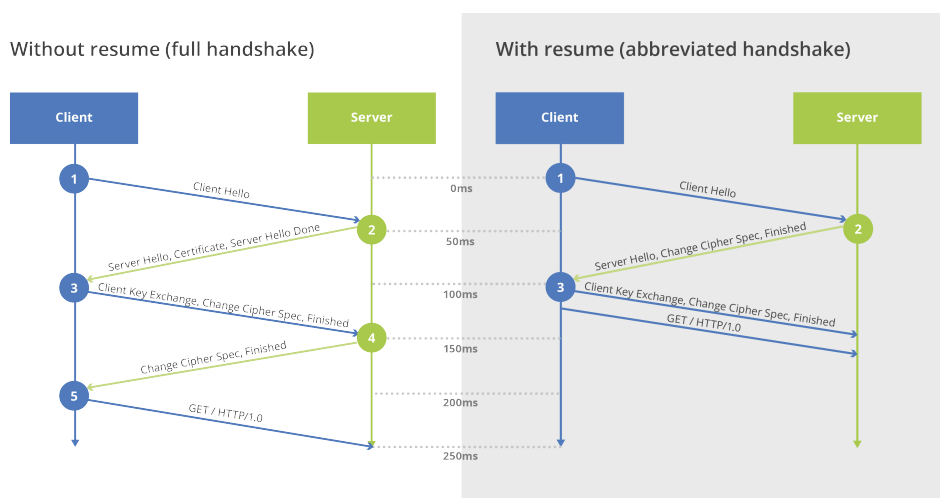 Without resume (full handshake)
Client
Server
1
Client Hello
2
Server Hello, Certificate, Server Hello Done
3
Client Key Exchange, Change Cipher Spec, Finished
4
Change Cipher Spec, Finished
5
GET / HTTP/1.0
0ms
50ms
100ms
150ms
200ms
250ms
With resume (abbreviated handshake)
Client
Server
1
Client Hello
2
Server Hello, Change Cipher Spec, Finished
3
Client Key Exchange, Change Cipher Spec, Finished
GET / HTTP/1.0